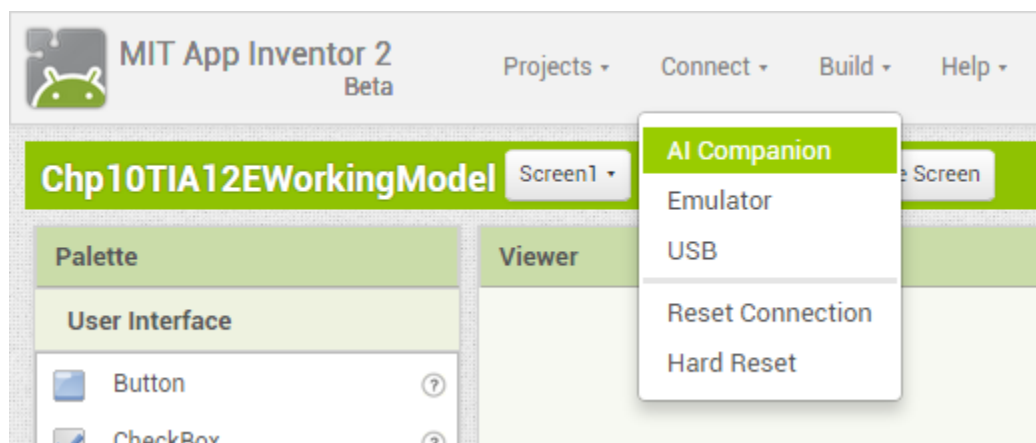 MIT App Inventor 2
Beta
Projects
Connect
Build
Help
Chp10TIA12EWorkingModel
Screen1
Screen
AI Companion
Emulator
USB
Reset Connection
Hard Reset
Palette
Viewer
User Interface
Button
?
CheckBox
?